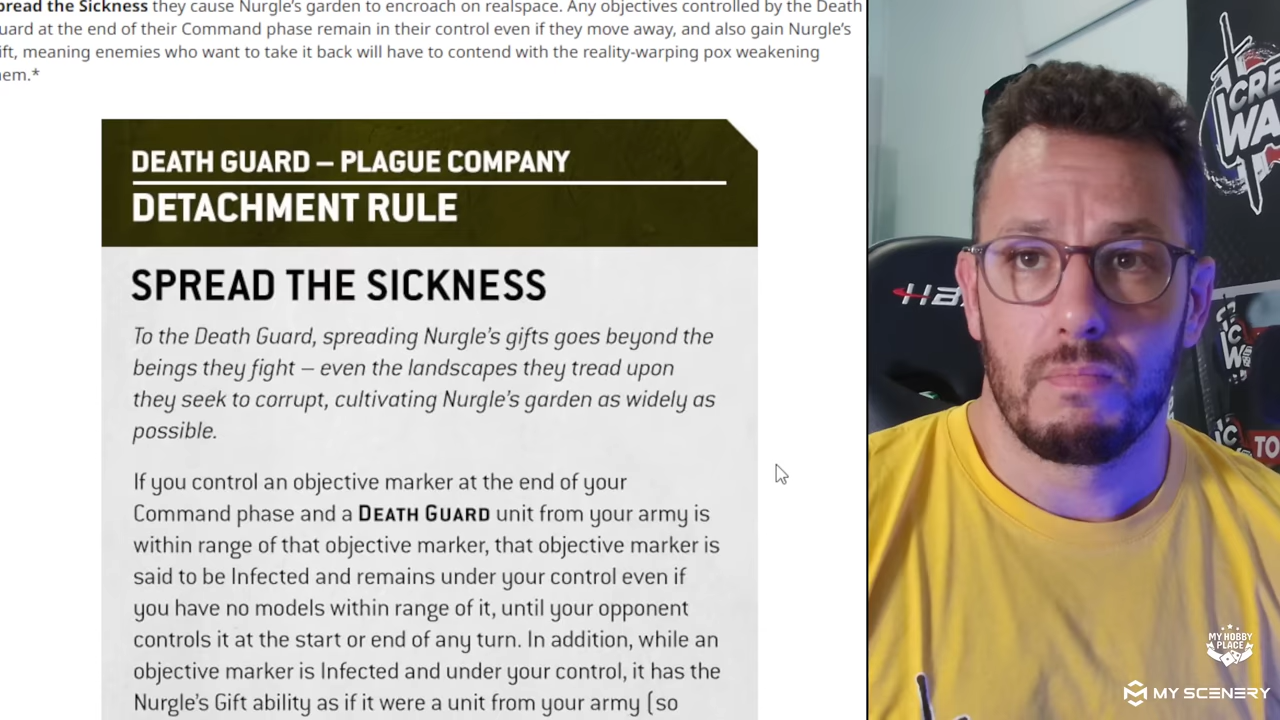 Spread the Sickness they cause Nurgle's garden to encroach on realspace. Any objectives controlled by the Death
Guard at the end of their Command phase remain in their control even if they move away, and also gain Nurgle's
Gift, meaning enemies who want to take it back will have to contend with the reality-warping pox weakening
them.*
DEATH GUARD – PLAGUE COMPANY
DETACHMENT RULE
SPREAD THE SICKNESS
To the Death Guard, spreading Nurgle's gifts goes beyond the
beings they fight – even the landscapes they tread upon
they seek to corrupt, cultivating Nurgle's garden as widely as
possible.
If you control an objective marker at the end of your
Command phase and a DEATH GUARD unit from your army is
within range of that objective marker, that objective marker is
said to be Infected and remains under your control even if
you have no models within range of it, until your opponent
controls it at the start or end of any turn. In addition, while an
objective marker is Infected and under your control, it has the
Nurgle's Gift ability as if it were a unit from your army (so
CRE
WA
TO
MY HOBBY
PLACE
MY SCENERY